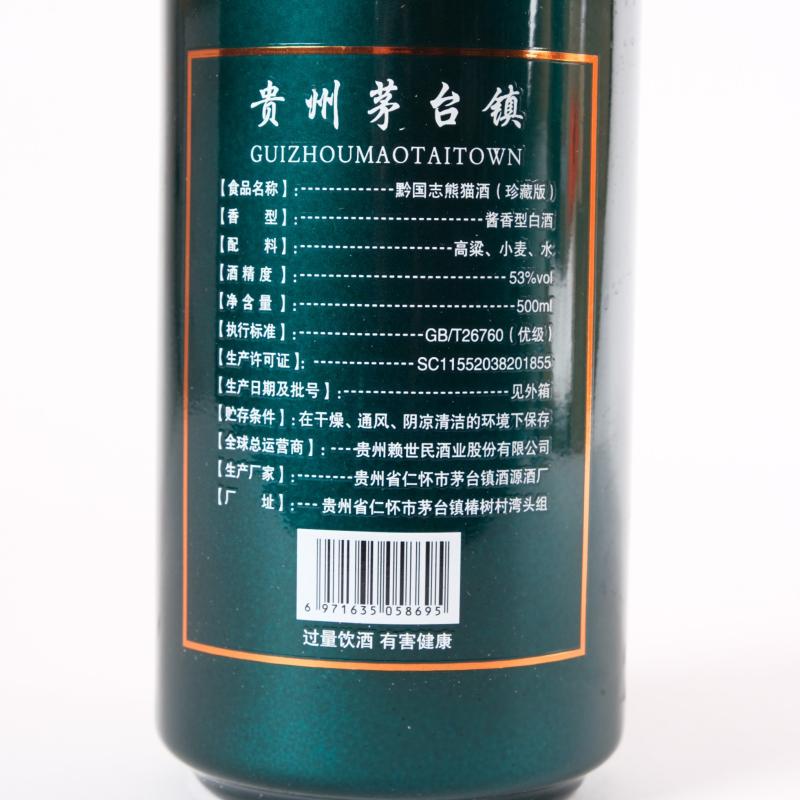 贵州茅台镇
GUIZHOUMAOTAITOWN
【食品名称】:-------------黔国志熊猫酒(珍藏版)
【香 型】:--------------------------酱香型白酒
【配 料】:----------------------高粱、小麦、水
【酒精度】:------------------------------53%vol
【净含量】:-------------------------------500ml
【执行标准】:------------------GB/T26760(优级)
【生产许可证】:---------------SC11552038201855
【生产日期及批号】:------------------------见外箱
【贮存条件】:在干燥、通风、阴凉清洁的环境下保存
【全球总运营商】:----贵州赖世民酒业股份有限公司
【生产厂家】:--------贵州省仁怀市茅台镇酒源酒厂
【厂 址】:---贵州省仁怀市茅台镇椿树村湾头组
6 971635 058695
过量饮酒 有害健康